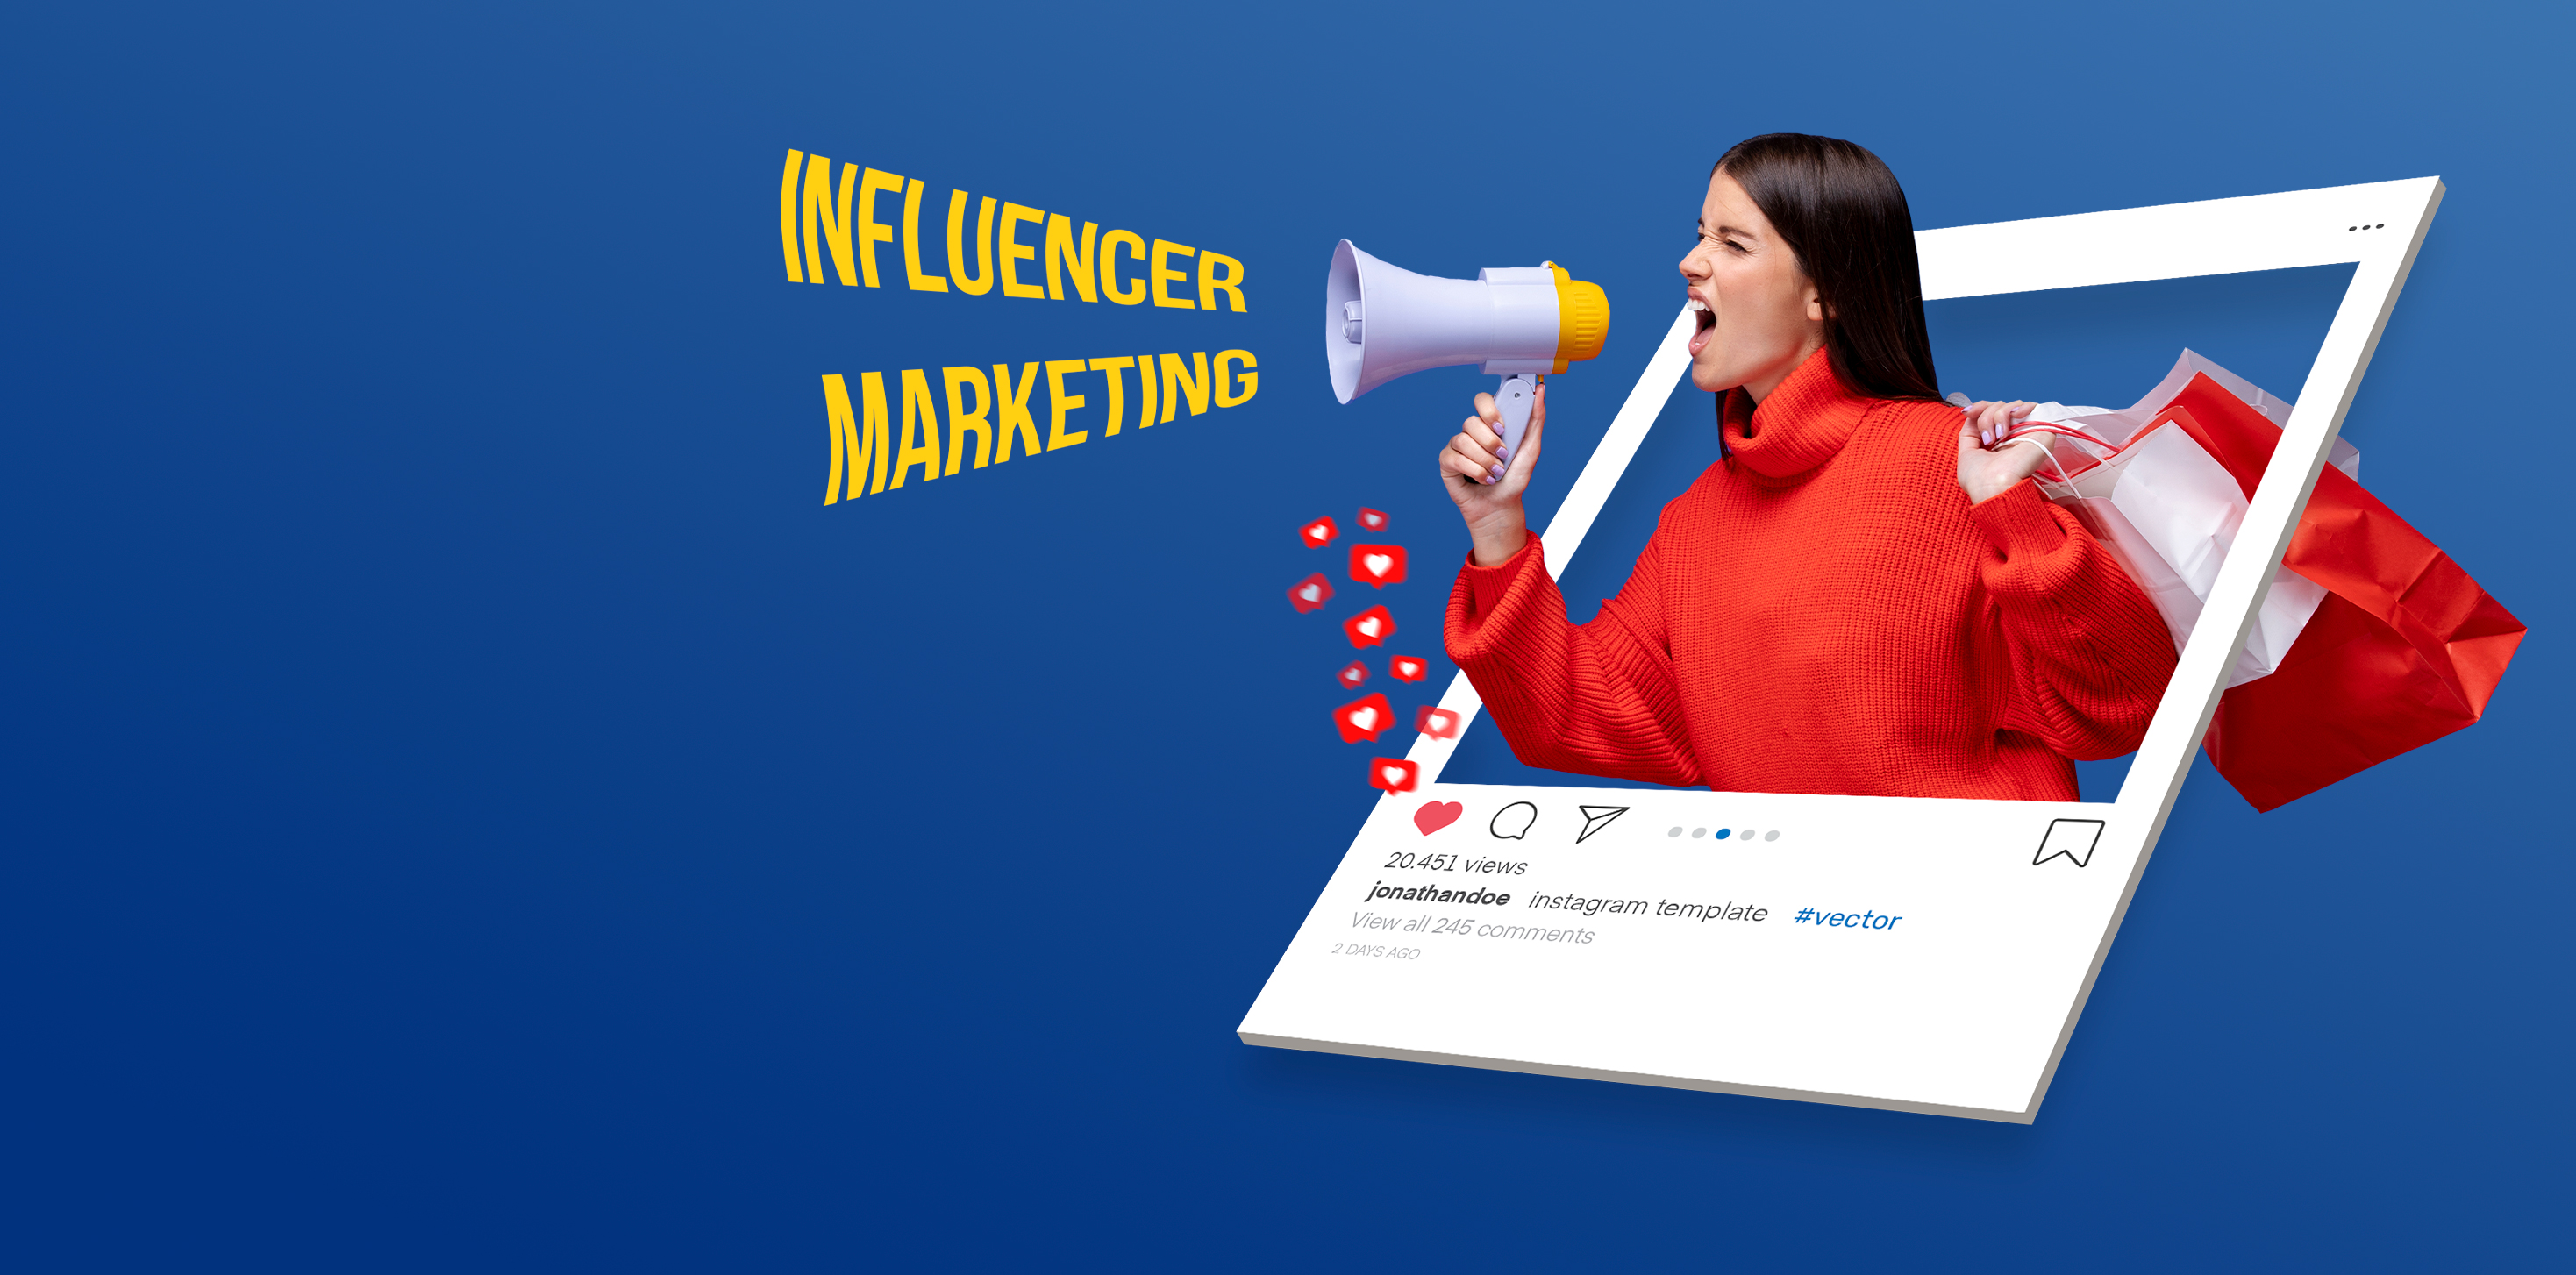 INFLUENCER
MARKETING
20.451 views
jonathandoe instagram template #vector
View all 245 comments
2 DAYS AGO